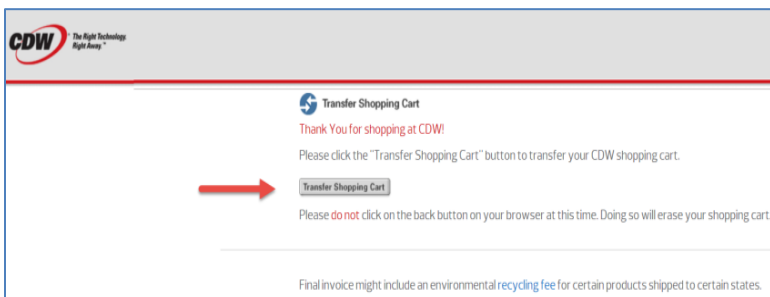 CDW
The Right Technology.
Right Away.™
Transfer Shopping Cart
Thank You for shopping at CDW!
Please click the "Transfer Shopping Cart" button to transfer your CDW shopping cart.
Transfer Shopping Cart
Please do not click on the back button on your browser at this time. Doing so will erase your shopping cart
Final invoice might include an environmental recycling fee for certain products shipped to certain states.